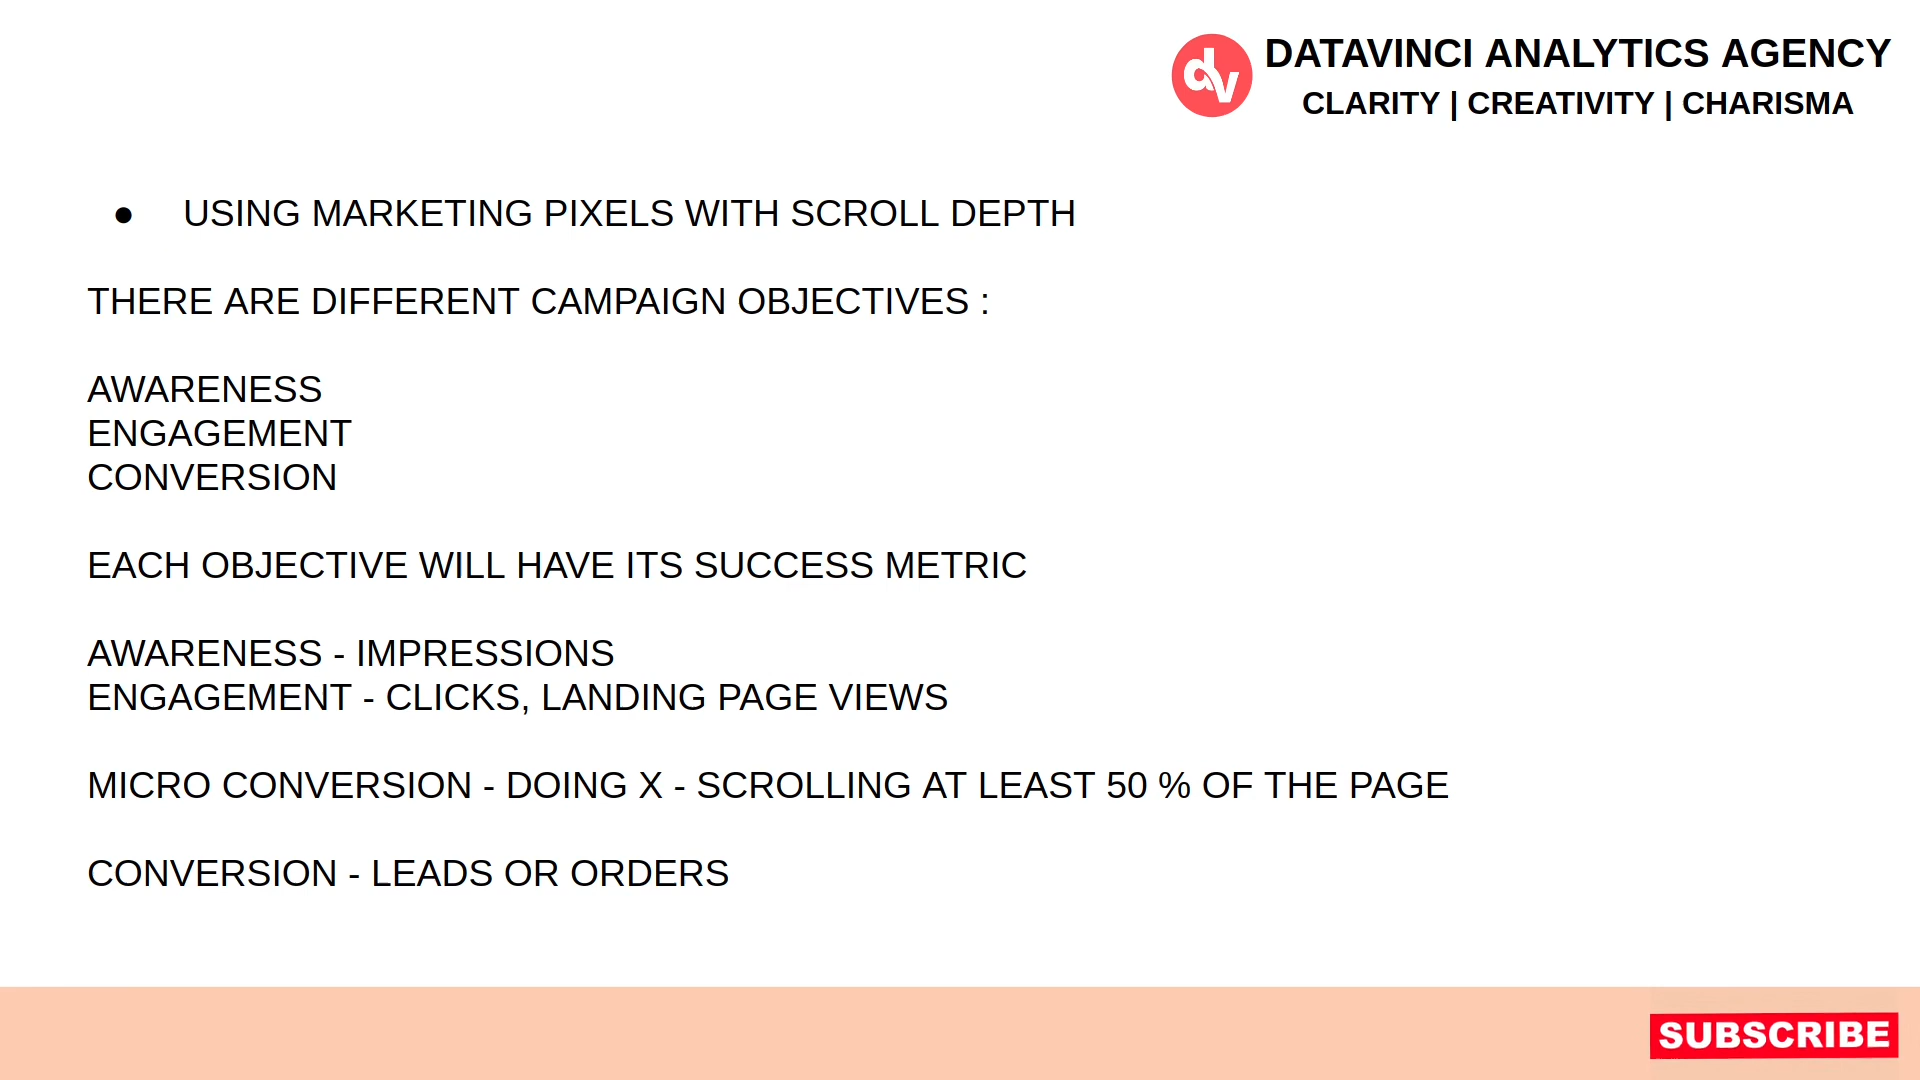 dv
DATAVINCI ANALYTICS AGENCY
CLARITY | CREATIVITY | CHARISMA
● USING MARKETING PIXELS WITH SCROLL DEPTH
THERE ARE DIFFERENT CAMPAIGN OBJECTIVES :
AWARENESS
ENGAGEMENT
CONVERSION
EACH OBJECTIVE WILL HAVE ITS SUCCESS METRIC
AWARENESS - IMPRESSIONS
ENGAGEMENT - CLICKS, LANDING PAGE VIEWS
MICRO CONVERSION - DOING X - SCROLLING AT LEAST 50 % OF THE PAGE
CONVERSION - LEADS OR ORDERS
SUBSCRIBE